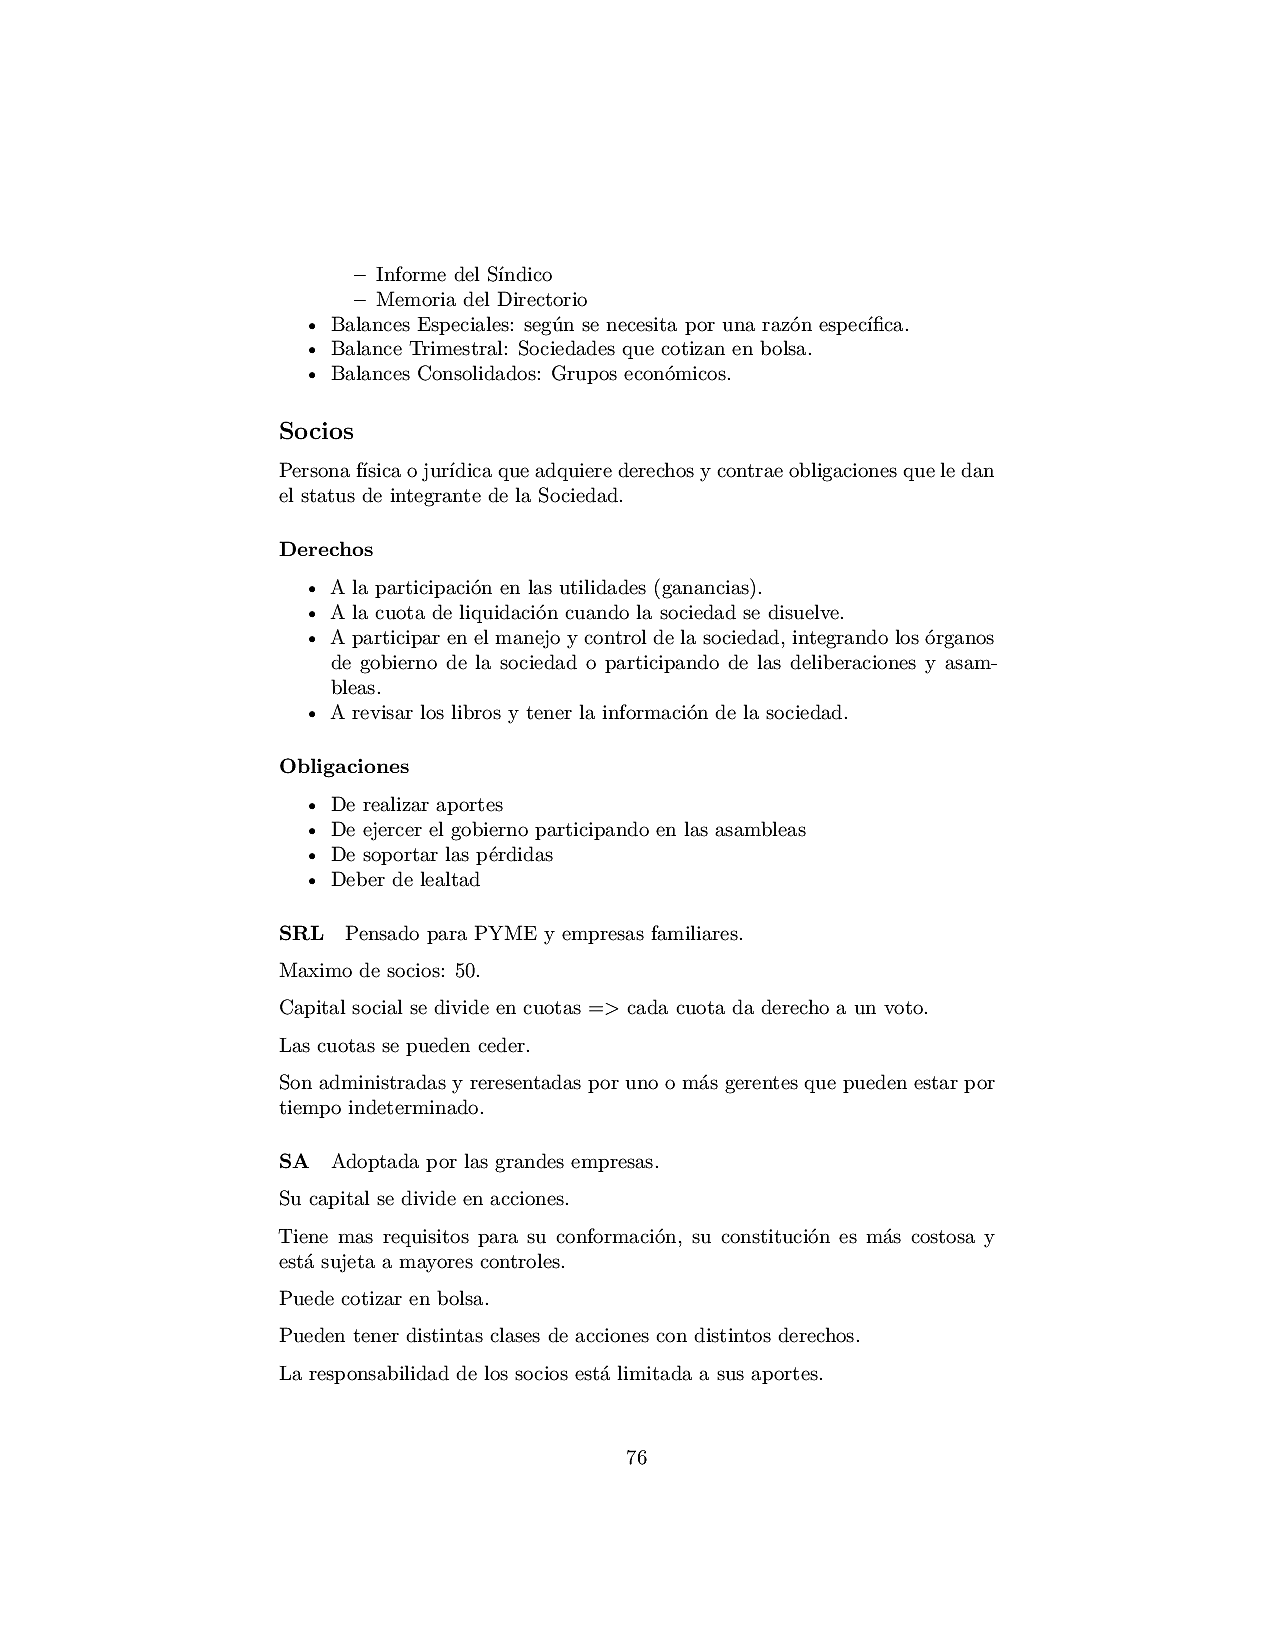 – Informe del Síndico
– Memoria del Directorio
• Balances Especiales: según se necesita por una razón específica.
• Balance Trimestral: Sociedades que cotizan en bolsa.
• Balances Consolidados: Grupos económicos.
Socios
Persona física o jurídica que adquiere derechos y contrae obligaciones que le dan
el status de integrante de la Sociedad.
Derechos
• A la participación en las utilidades (ganancias).
• A la cuota de liquidación cuando la sociedad se disuelve.
• A participar en el manejo y control de la sociedad, integrando los órganos
de gobierno de la sociedad o participando de las deliberaciones y asam-
bleas.
• A revisar los libros y tener la información de la sociedad.
Obligaciones
• De realizar aportes
• De ejercer el gobierno participando en las asambleas
• De soportar las pérdidas
• Deber de lealtad
SRL Pensado para PYME y empresas familiares.
Maximo de socios: 50.
Capital social se divide en cuotas => cada cuota da derecho a un voto.
Las cuotas se pueden ceder.
Son administradas y reresentadas por uno o más gerentes que pueden estar por
tiempo indeterminado.
SA Adoptada por las grandes empresas.
Su capital se divide en acciones.
Tiene mas requisitos para su conformación, su constitución es más costosa y
está sujeta a mayores controles.
Puede cotizar en bolsa.
Pueden tener distintas clases de acciones con distintos derechos.
La responsabilidad de los socios está limitada a sus aportes.
76